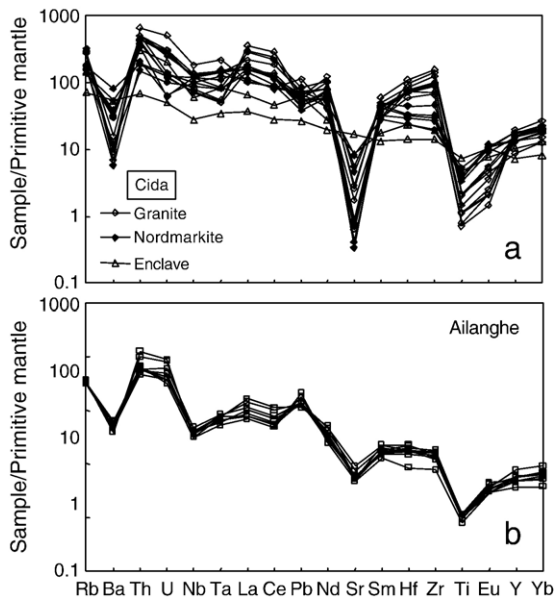 1000
100
10
1
0.1
Sample/Primitive mantle
Cida
Granite
Nordmarkite
Enclave
a
1000
100
10
1
0.1
Sample/Primitive mantle
Ailanghe
b
Rb Ba Th U Nb Ta La Ce Pb Nd Sr Sm Hf Zr Ti Eu Y Yb